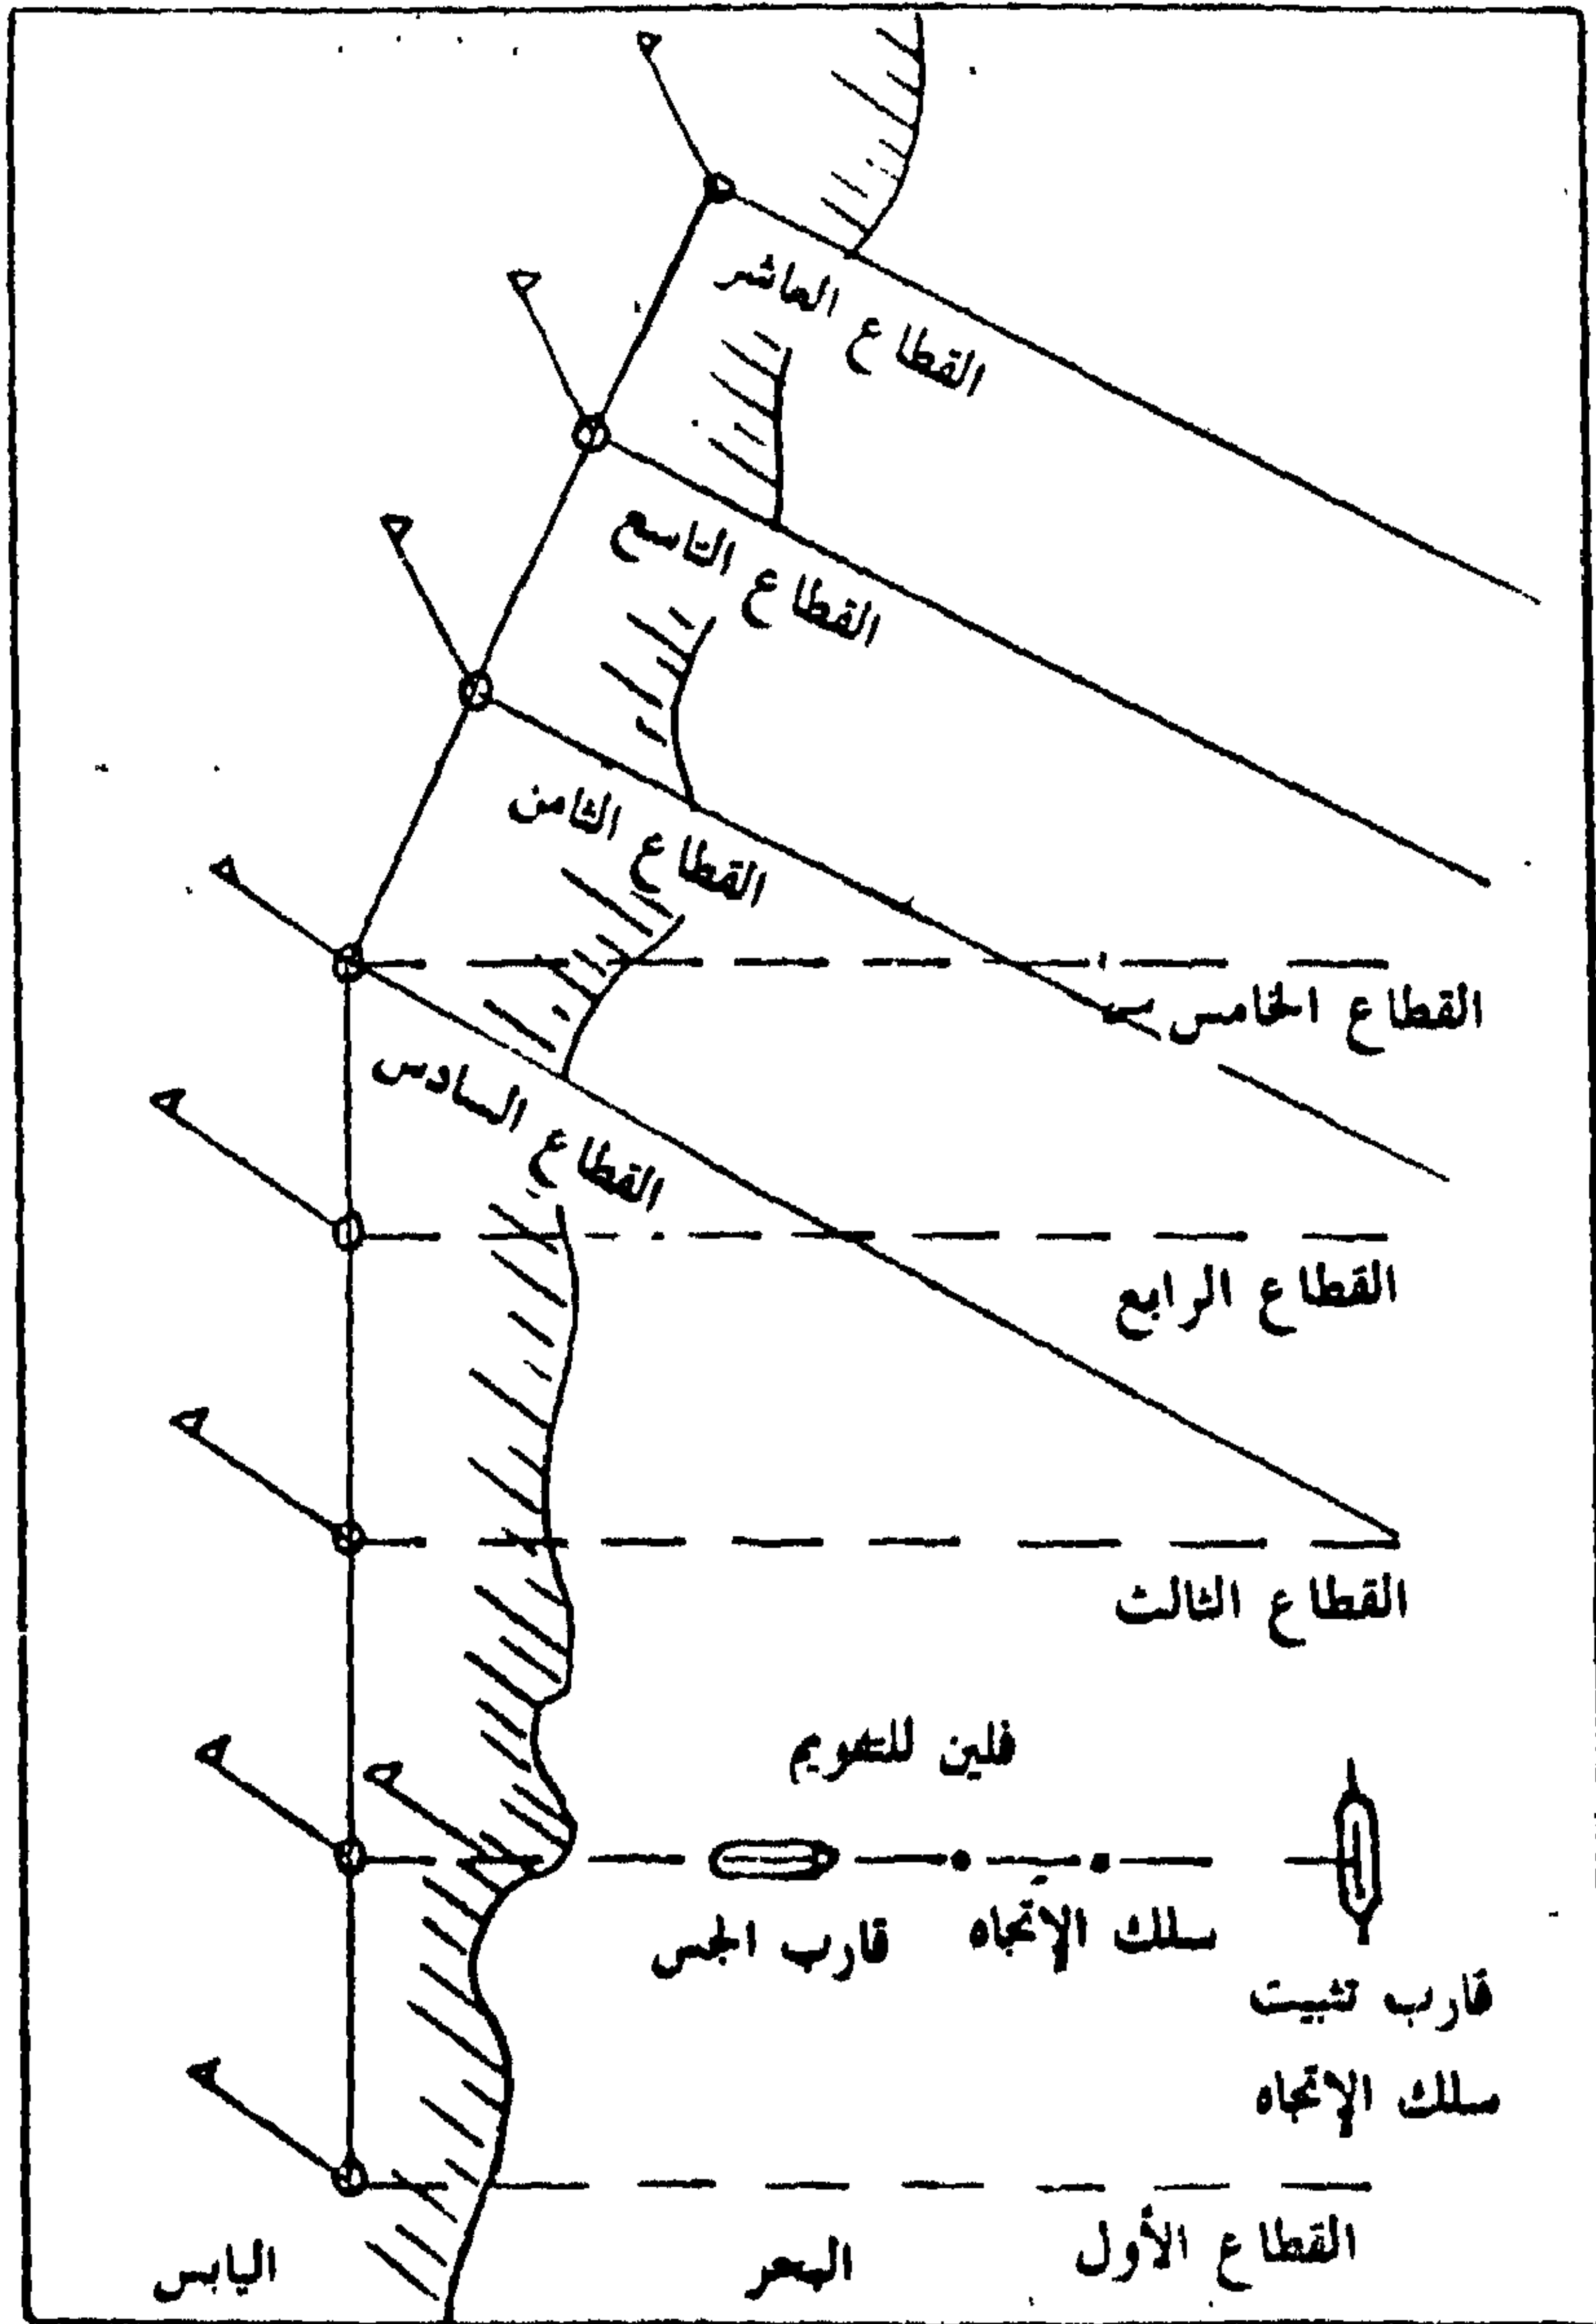 القطاع العاشر
القطاع التاسع
القطاع الثامن
القطاع الخامس
القطاع السادس
القطاع الرابع
القطاع الثالث
فلين للتعويم
سلك الإتجاه
قارب الجس
قارب تثبيت
سلك الإتجاه
القطاع الأول
البحر
اليابس